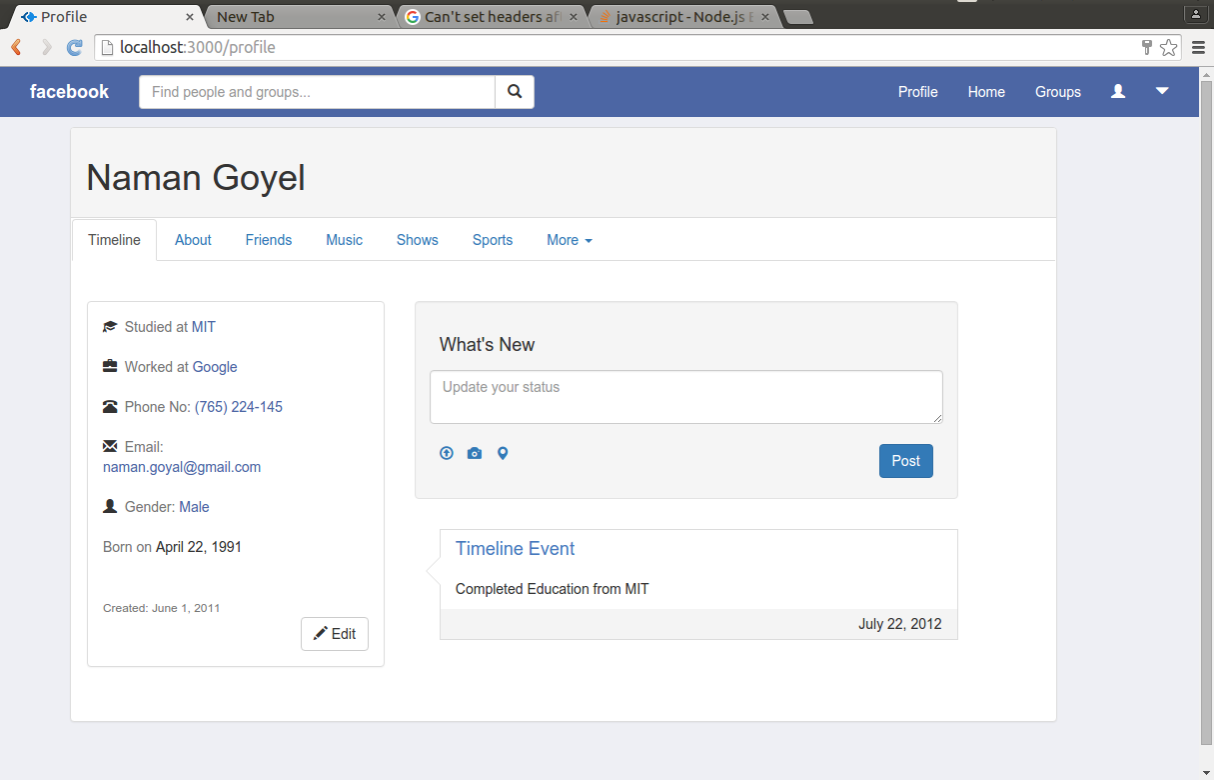 Profile
New Tab
Can't set headers af
javascript - Node.js E
localhost:3000/profile
facebook
Find people and groups...
Profile
Home
Groups
Naman Goyel
Timeline
About
Friends
Music
Shows
Sports
More
Studied at MIT
Worked at Google
Phone No: (765) 224-145
Email:
naman.goyal@gmail.com
Gender: Male
Born on April 22, 1991
Created: June 1, 2011
Edit
What's New
Update your status
Post
Timeline Event
Completed Education from MIT
July 22, 2012